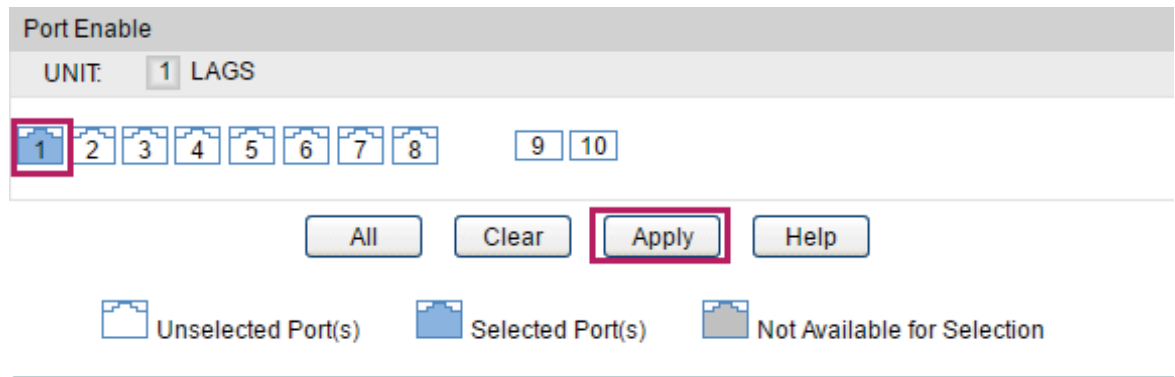 Port Enable
UNIT: 1 LAGS
1 2 3 4 5 6 7 8 9 10
All Clear Apply Help
Unselected Port(s) Selected Port(s) Not Available for Selection